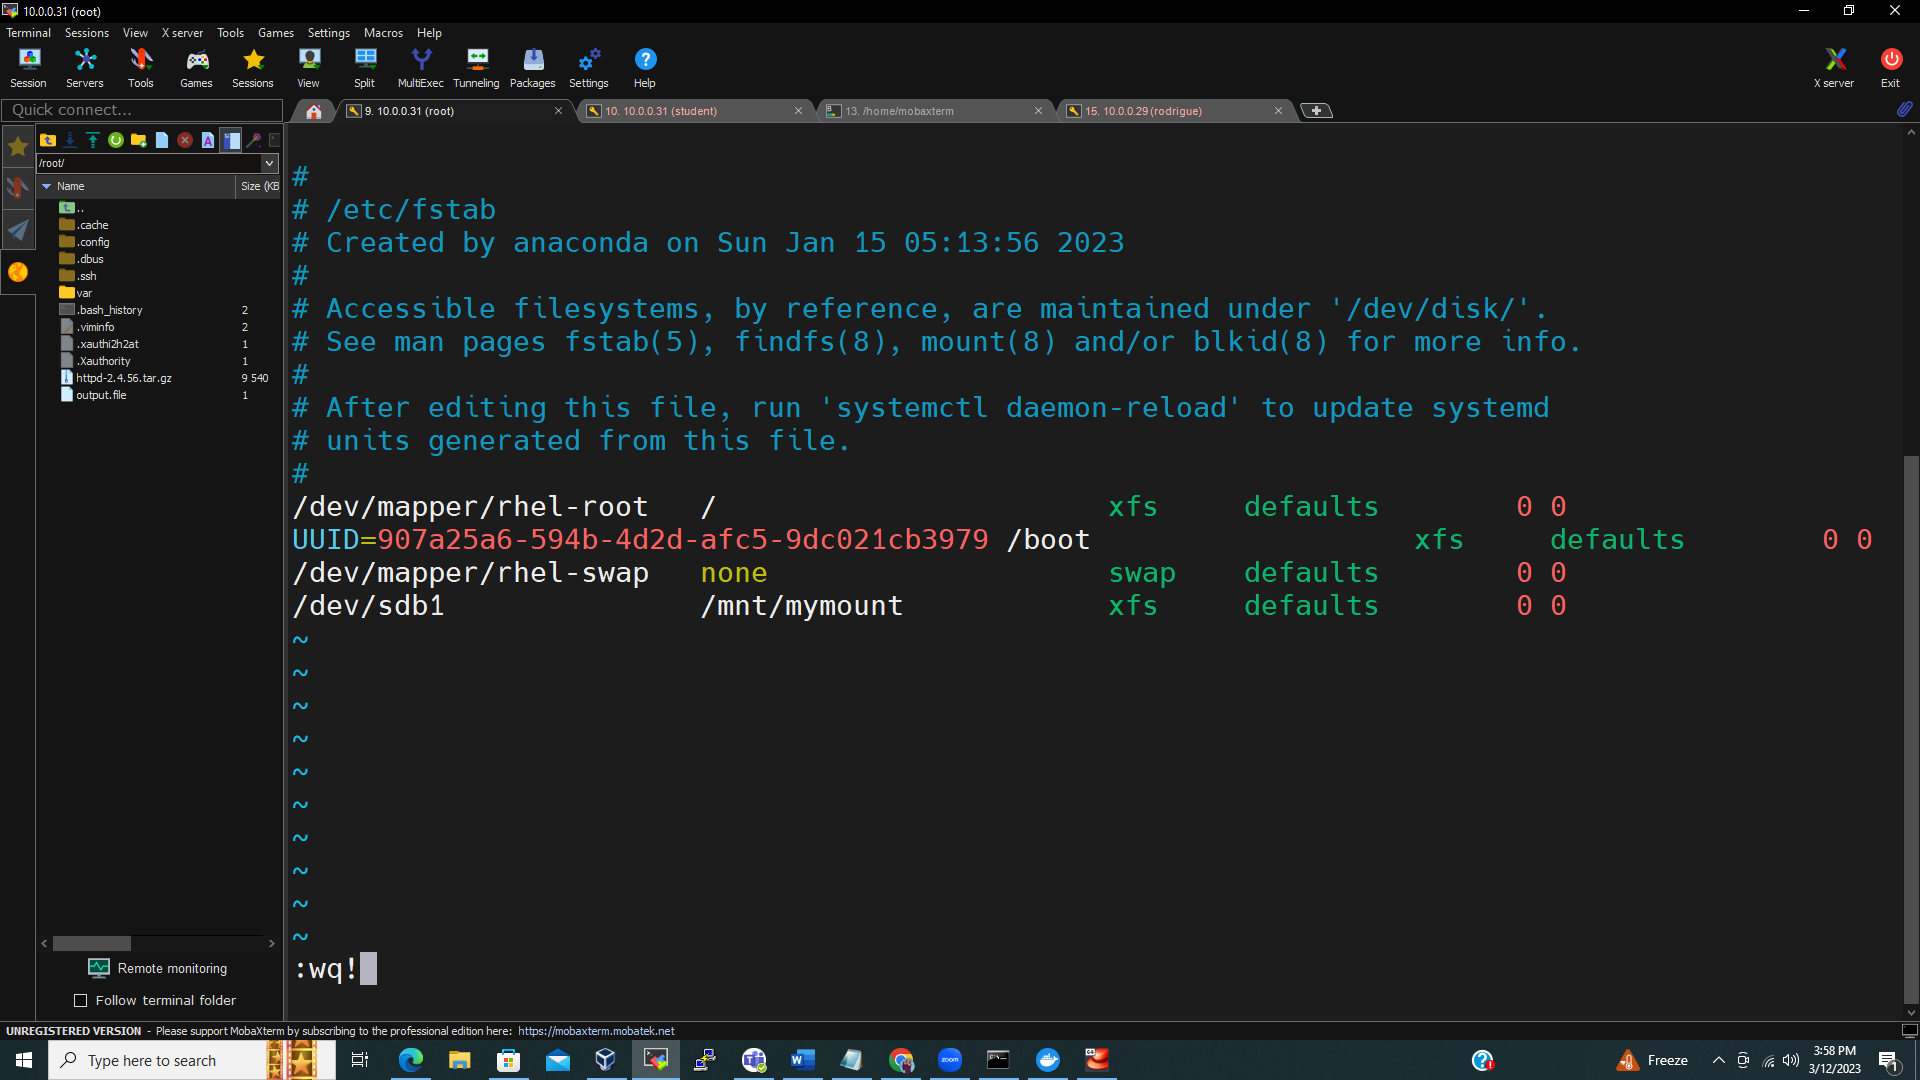 10.0.0.31 (root)
Terminal Sessions View X server Tools Games Settings Macros Help
Session Servers Tools Games Sessions View Split MultiExec Tunneling Packages Settings Help X server Exit
Quick connect...
9. 10.0.0.31 (root) 10. 10.0.0.31 (student) 13. /home/mobaxterm 15. 10.0.0.29 (rodrigue)
/root/
Name Size (KB
..
.cache
.config
.dbus
.ssh
var
.bash_history 2
.viminfo 2
.xauthi2h2at 1
.Xauthority 1
httpd-2.4.56.tar.gz 9 540
output.file 1
#
# /etc/fstab
# Created by anaconda on Sun Jan 15 05:13:56 2023
#
# Accessible filesystems, by reference, are maintained under '/dev/disk/'.
# See man pages fstab(5), findfs(8), mount(8) and/or blkid(8) for more info.
#
# After editing this file, run 'systemctl daemon-reload' to update systemd
# units generated from this file.
#
/dev/mapper/rhel-root / xfs defaults 0 0
UUID=907a25a6-594b-4d2d-afc5-9dc021cb3979 /boot xfs defaults 0 0
/dev/mapper/rhel-swap none swap defaults 0 0
/dev/sdb1 /mnt/mymount xfs defaults 0 0
~
~
~
~
~
~
~
~
~
~
:wq!
Remote monitoring
Follow terminal folder
UNREGISTERED VERSION - Please support MobaXterm by subscribing to the professional edition here: https://mobaxterm.mobatek.net
Type here to search
Freeze
3:58 PM
3/12/2023
1